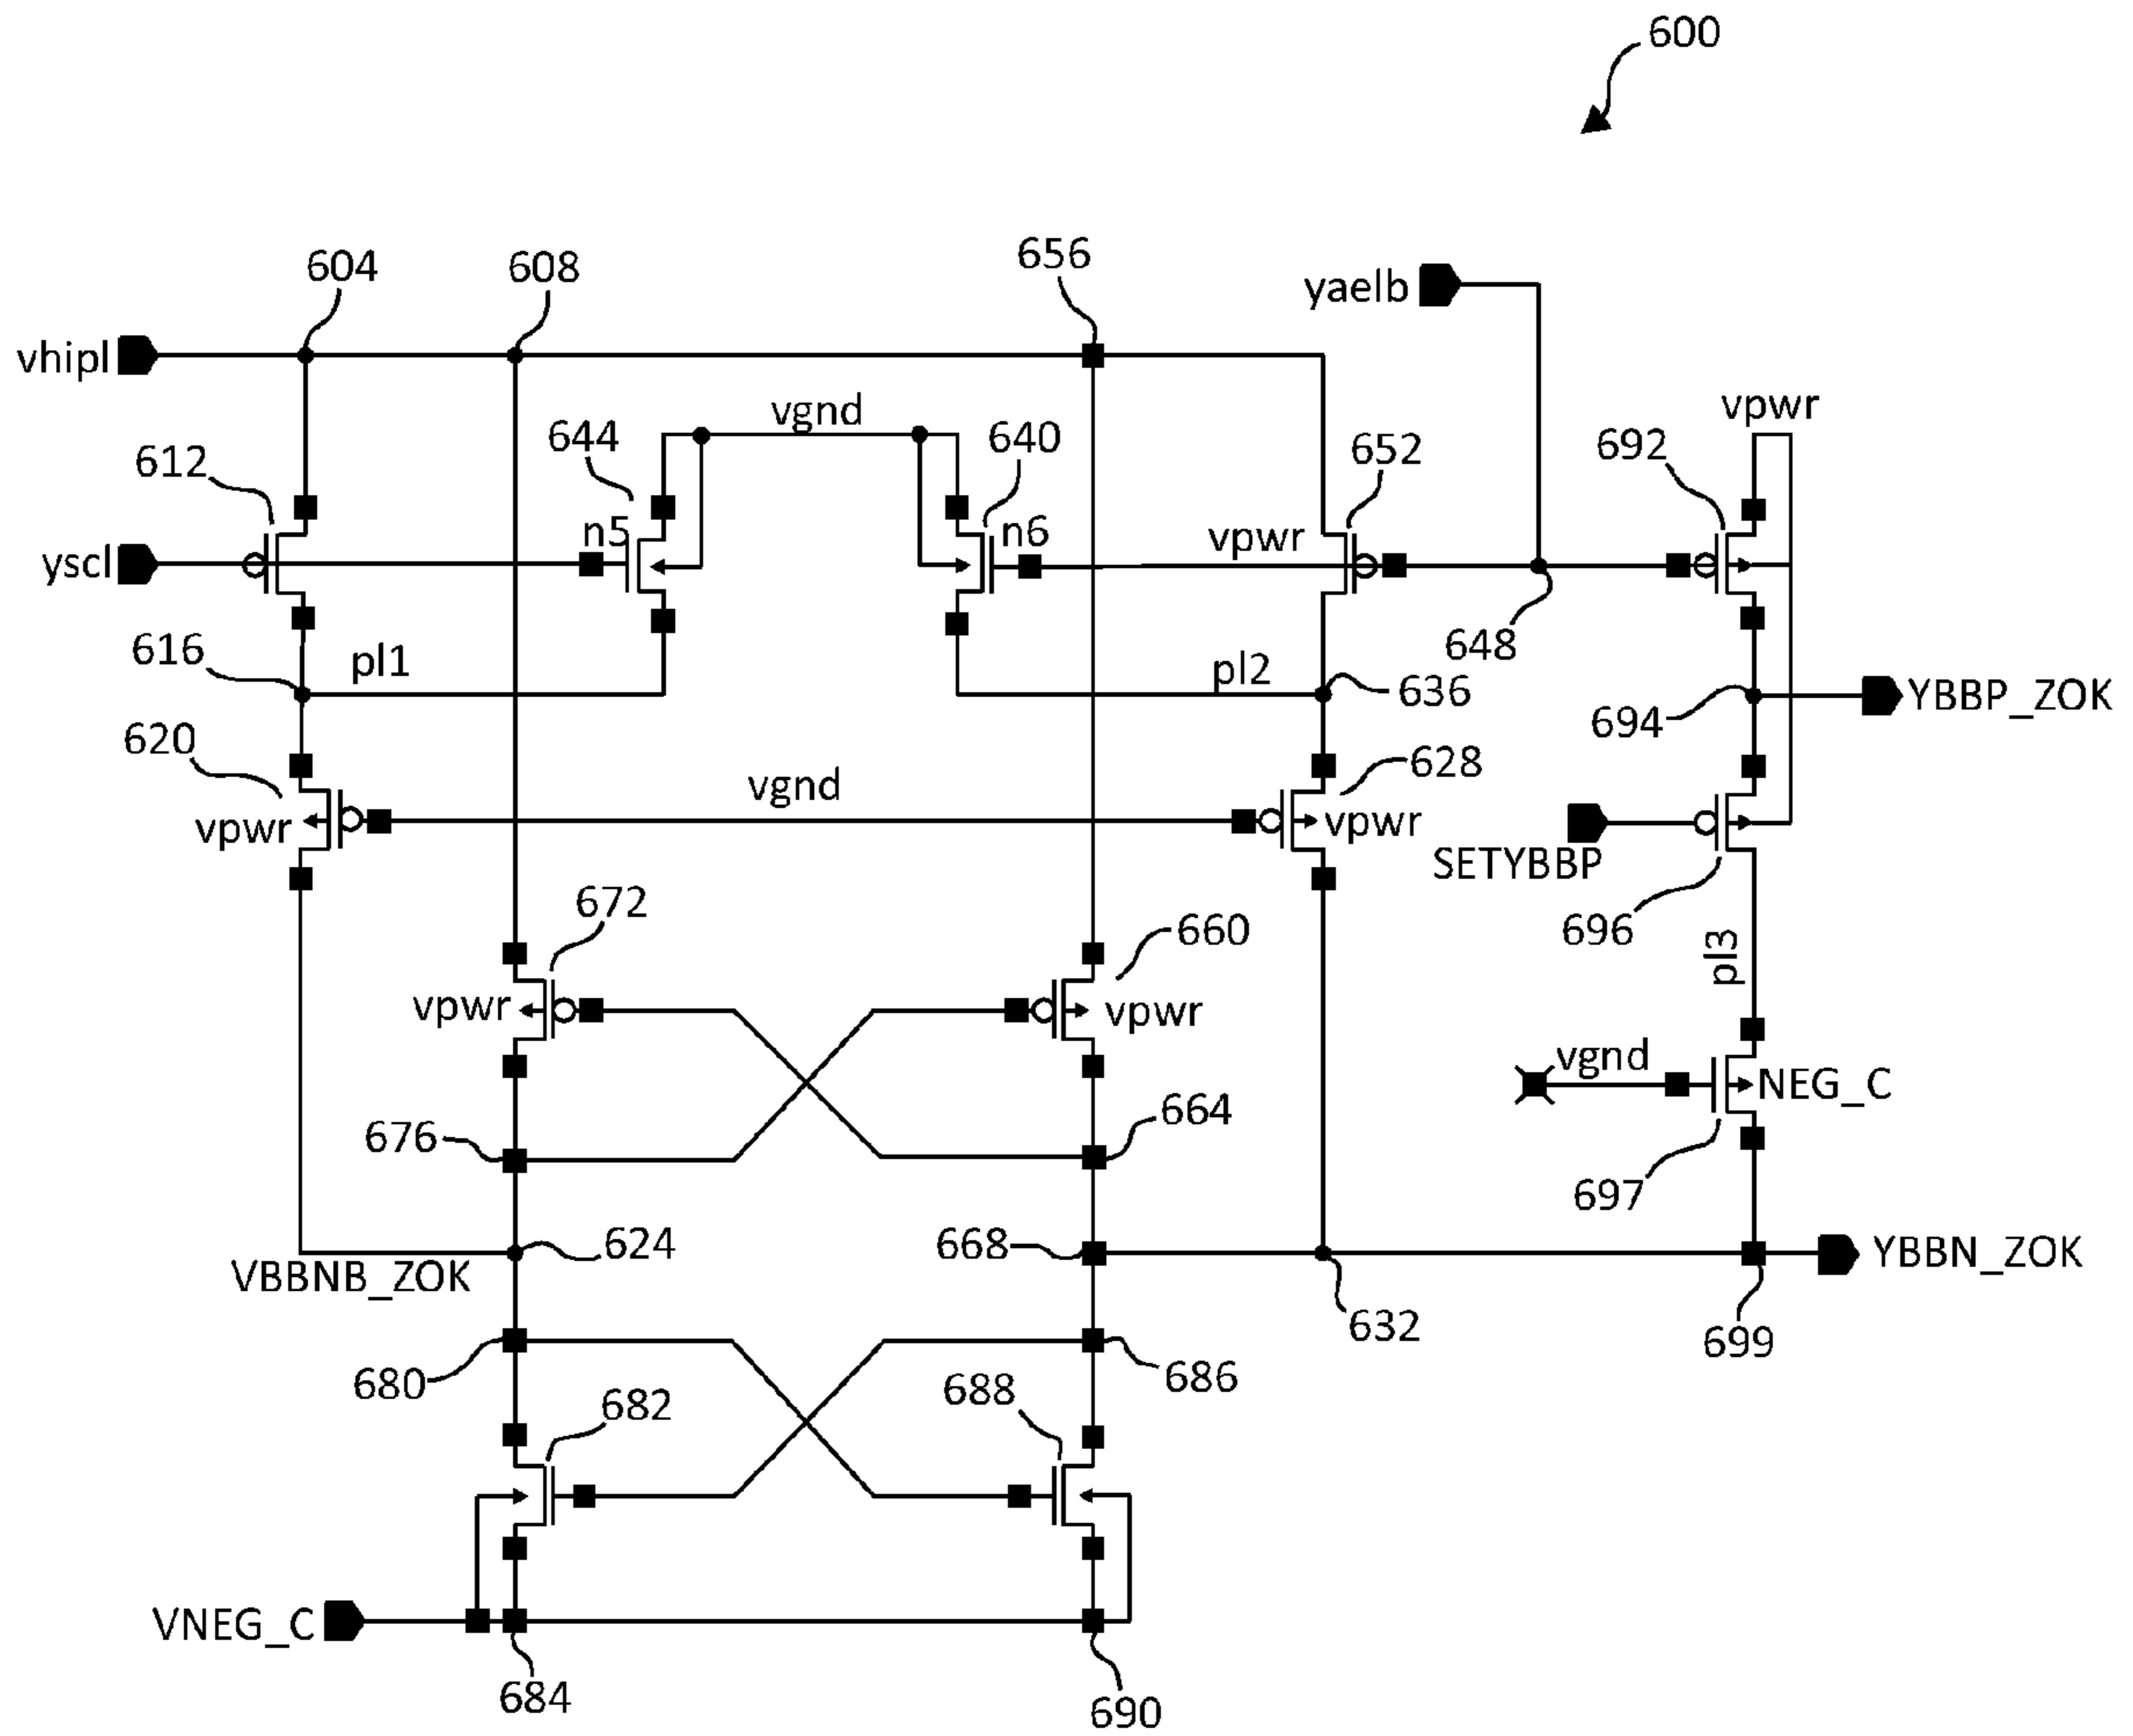 600
604
608
656
yaelb
vhipl
vgnd
vpwr
644
640
652
692
612
n5
n6
vpwr
yscl
648
616
pl1
pl2
636
694
YBBP_ZOK
620
vgnd
628
vpwr
vpwr
SETYBBP
672
660
696
pl3
vpwr
vpwr
vgnd
NEG_C
676
664
697
624
668
YBBN_ZOK
VBBNB_ZOK
632
699
680
682
688
686
VNEG_C
684
690